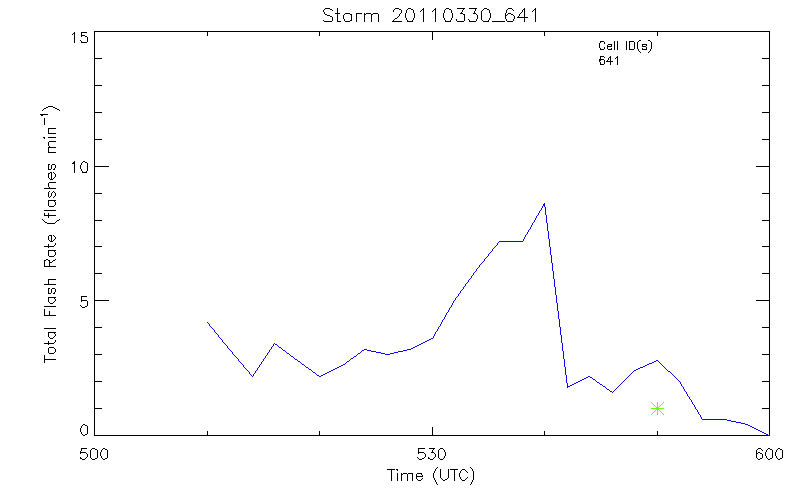 Storm 20110330_641
Cell ID(s)
641
15
10
5
0
Total Flash Rate (flashes min⁻¹)
500 530 600
Time (UTC)